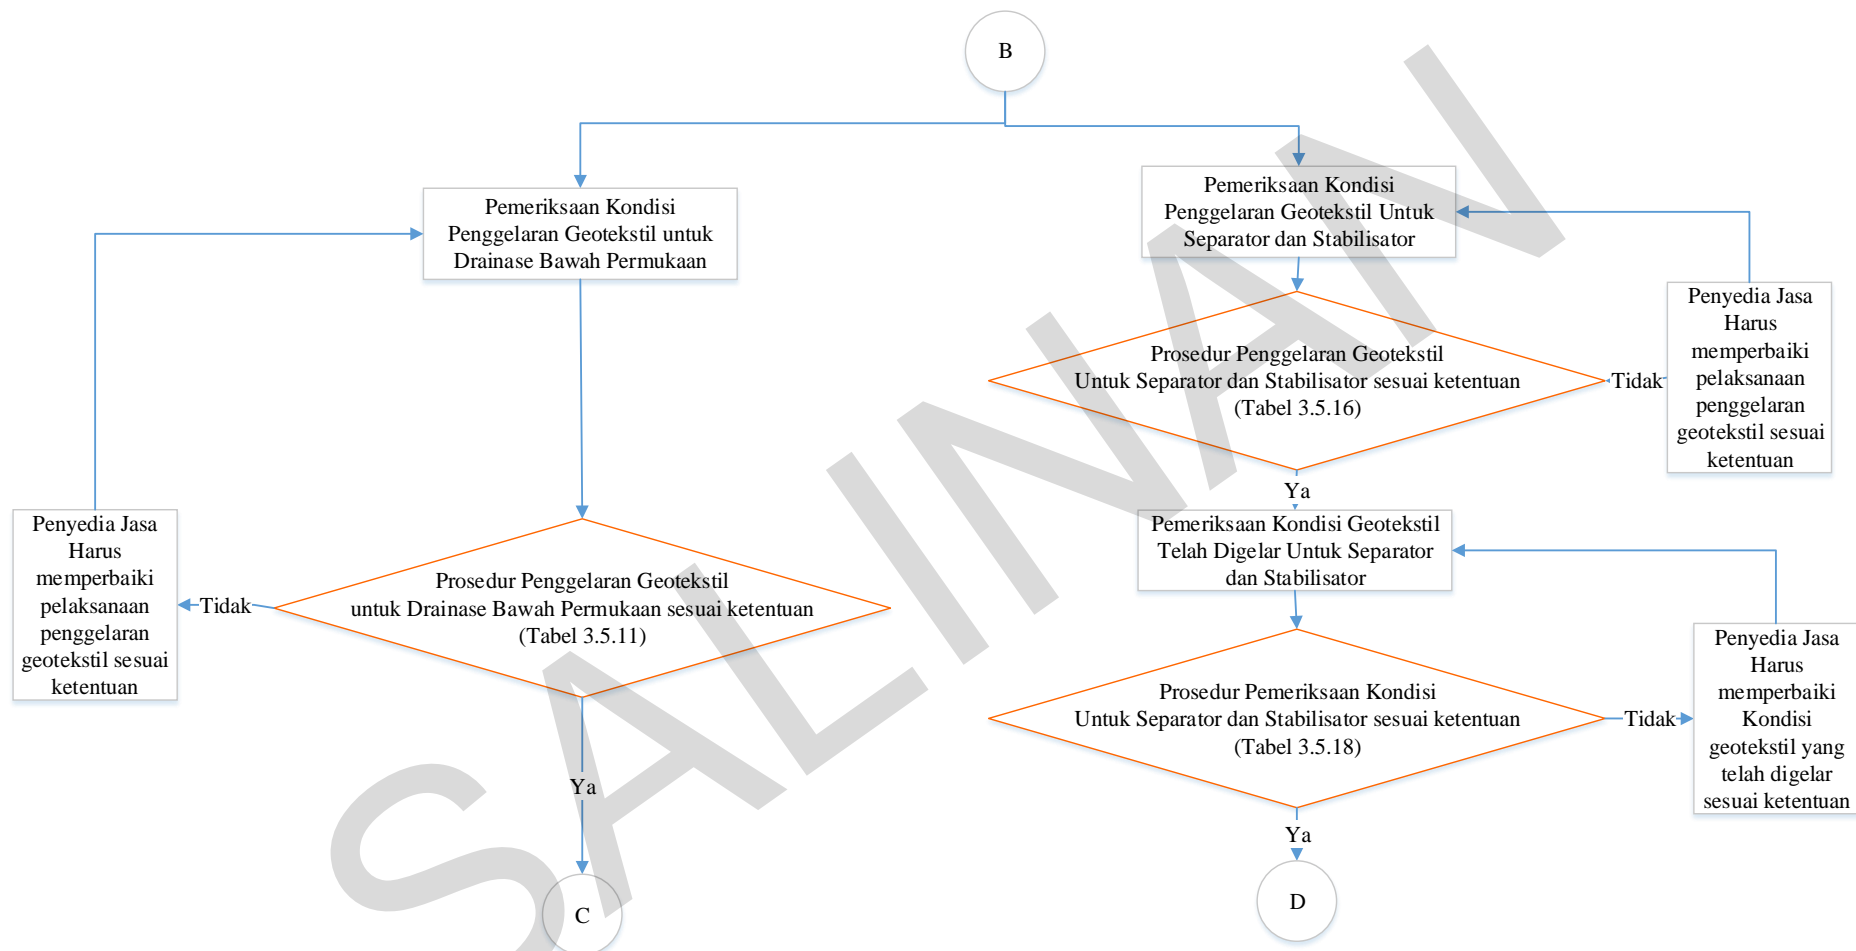 B
Pemeriksaan Kondisi
Penggelaran Geotekstil untuk
Drainase Bawah Permukaan
Pemeriksaan Kondisi
Penggelaran Geotekstil Untuk
Separator dan Stabilisator
Penyedia Jasa
Harus
memperbaiki
pelaksanaan
penggelaran
geotekstil sesuai
ketentuan
Prosedur Penggelaran Geotekstil
Untuk Separator dan Stabilisator sesuai ketentuan
(Tabel 3.5.16)
Tidak
Ya
Penyedia Jasa
Harus
memperbaiki
pelaksanaan
penggelaran
geotekstil sesuai
ketentuan
Tidak
Prosedur Penggelaran Geotekstil
untuk Drainase Bawah Permukaan sesuai ketentuan
(Tabel 3.5.11)
Pemeriksaan Kondisi Geotekstil
Telah Digelar Untuk Separator
dan Stabilisator
Prosedur Pemeriksaan Kondisi
Untuk Separator dan Stabilisator sesuai ketentuan
(Tabel 3.5.18)
Tidak
Penyedia Jasa
Harus
memperbaiki
Kondisi
geotekstil yang
telah digelar
sesuai ketentuan
Ya
Ya
C
D
SALINAN